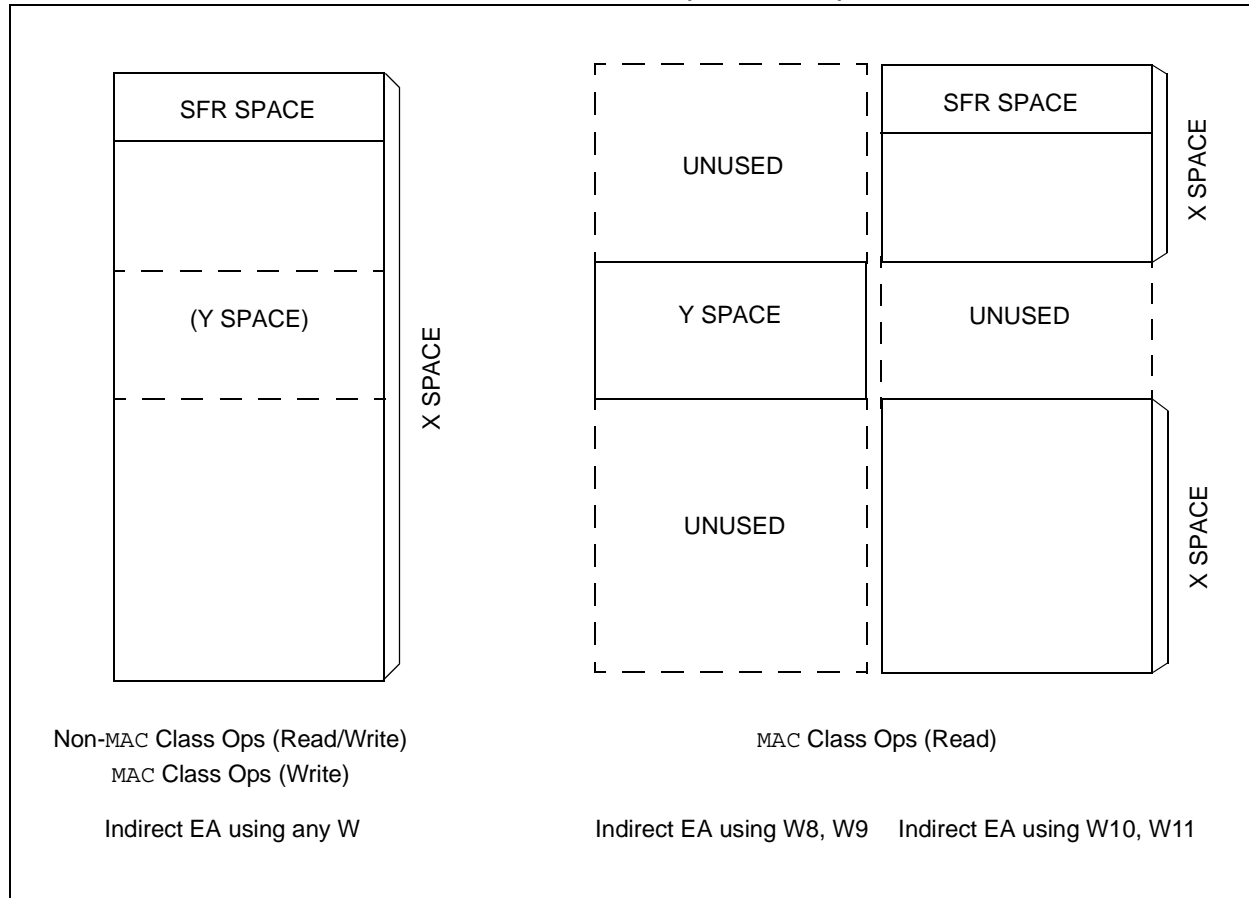 SFR SPACE
(Y SPACE)
X SPACE
Non-MAC Class Ops (Read/Write)
MAC Class Ops (Write)
Indirect EA using any W
UNUSED
Y SPACE
UNUSED
SFR SPACE
X SPACE
UNUSED
X SPACE
MAC Class Ops (Read)
Indirect EA using W8, W9
Indirect EA using W10, W11